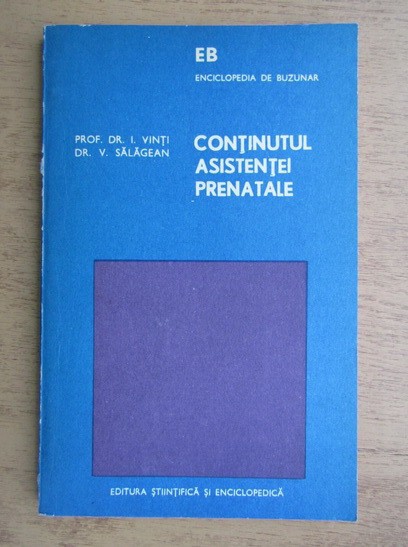 EB
ENCICLOPEDIA DE BUZUNAR
PROF. DR. I. VINȚI
DR. V. SĂLĂGEAN
CONȚINUTUL
ASISTENȚEI
PRENATALE
EDITURA ȘTIINȚIFICĂ ȘI ENCICLOPEDICĂ